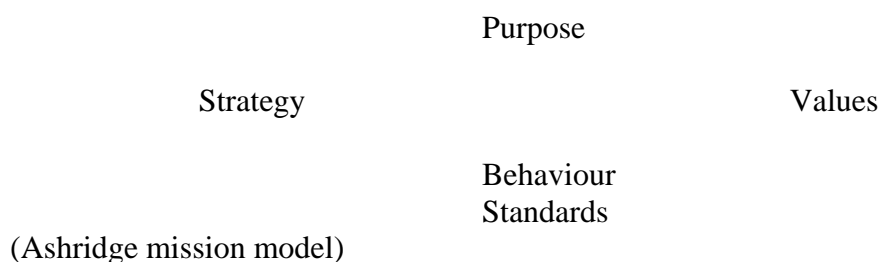 Purpose
Strategy Values
Behaviour
Standards
(Ashridge mission model)